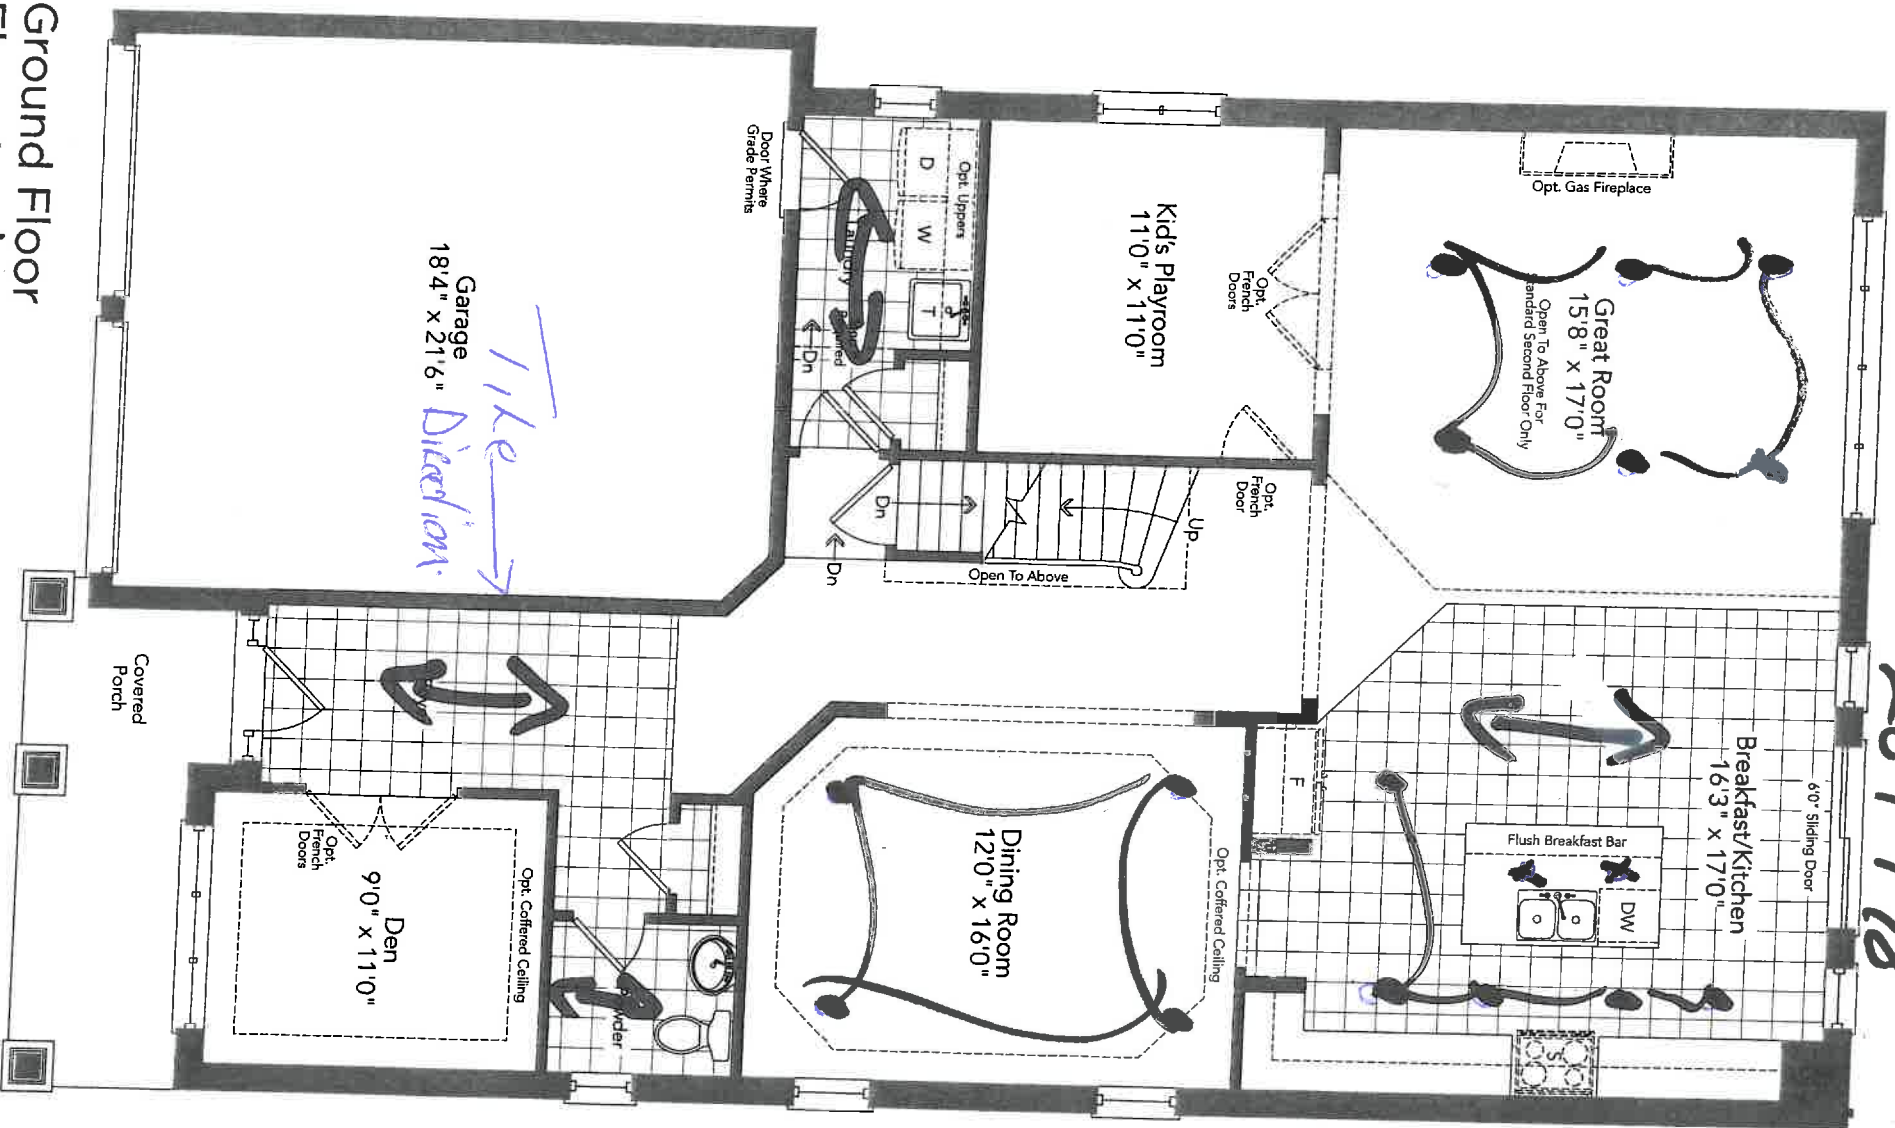 Ground Floor
Garage
18'4" x 21'6"
Tile
Direction.
Door Where
Grade Permits
Opt. Uppers
D
W
T
Laundry
Dn
Dn
Dn
Up
Open To Above
Kid's Playroom
11'0" x 11'0"
Opt.
French
Doors
Opt.
French
Door
Opt. Gas Fireplace
Great Room
15'8" x 17'0"
Open To Above For
Standard Second Floor Only
6'0" Sliding Door
Breakfast/Kitchen
16'3" x 17'0"
Flush Breakfast Bar
DW
F
S
Opt. Coffered Ceiling
Dining Room
12'0" x 16'0"
Opt. Coffered Ceiling
Den
9'0" x 11'0"
Opt.
French
Doors
Covered
Porch